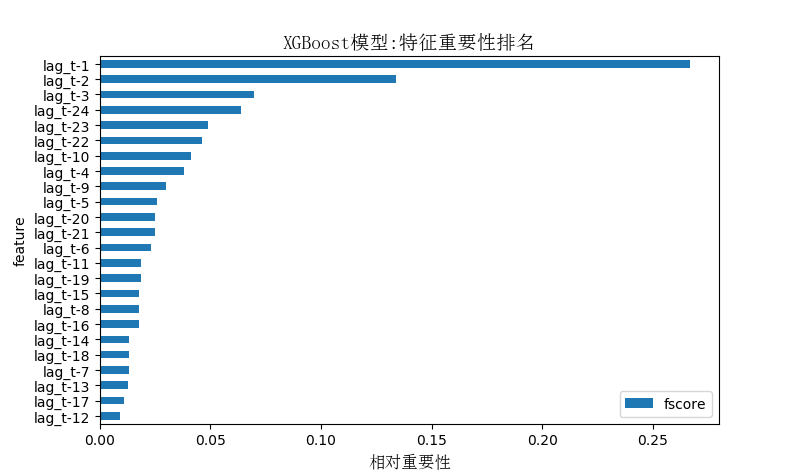 XGBoost模型:特征重要性排名
lag_t-1
lag_t-2
lag_t-3
lag_t-24
lag_t-23
lag_t-22
lag_t-10
lag_t-4
lag_t-9
lag_t-5
lag_t-20
lag_t-21
lag_t-6
lag_t-11
lag_t-19
lag_t-15
lag_t-8
lag_t-16
lag_t-14
lag_t-18
lag_t-7
lag_t-13
lag_t-17
lag_t-12
feature
fscore
0.00 0.05 0.10 0.15 0.20 0.25
相对重要性